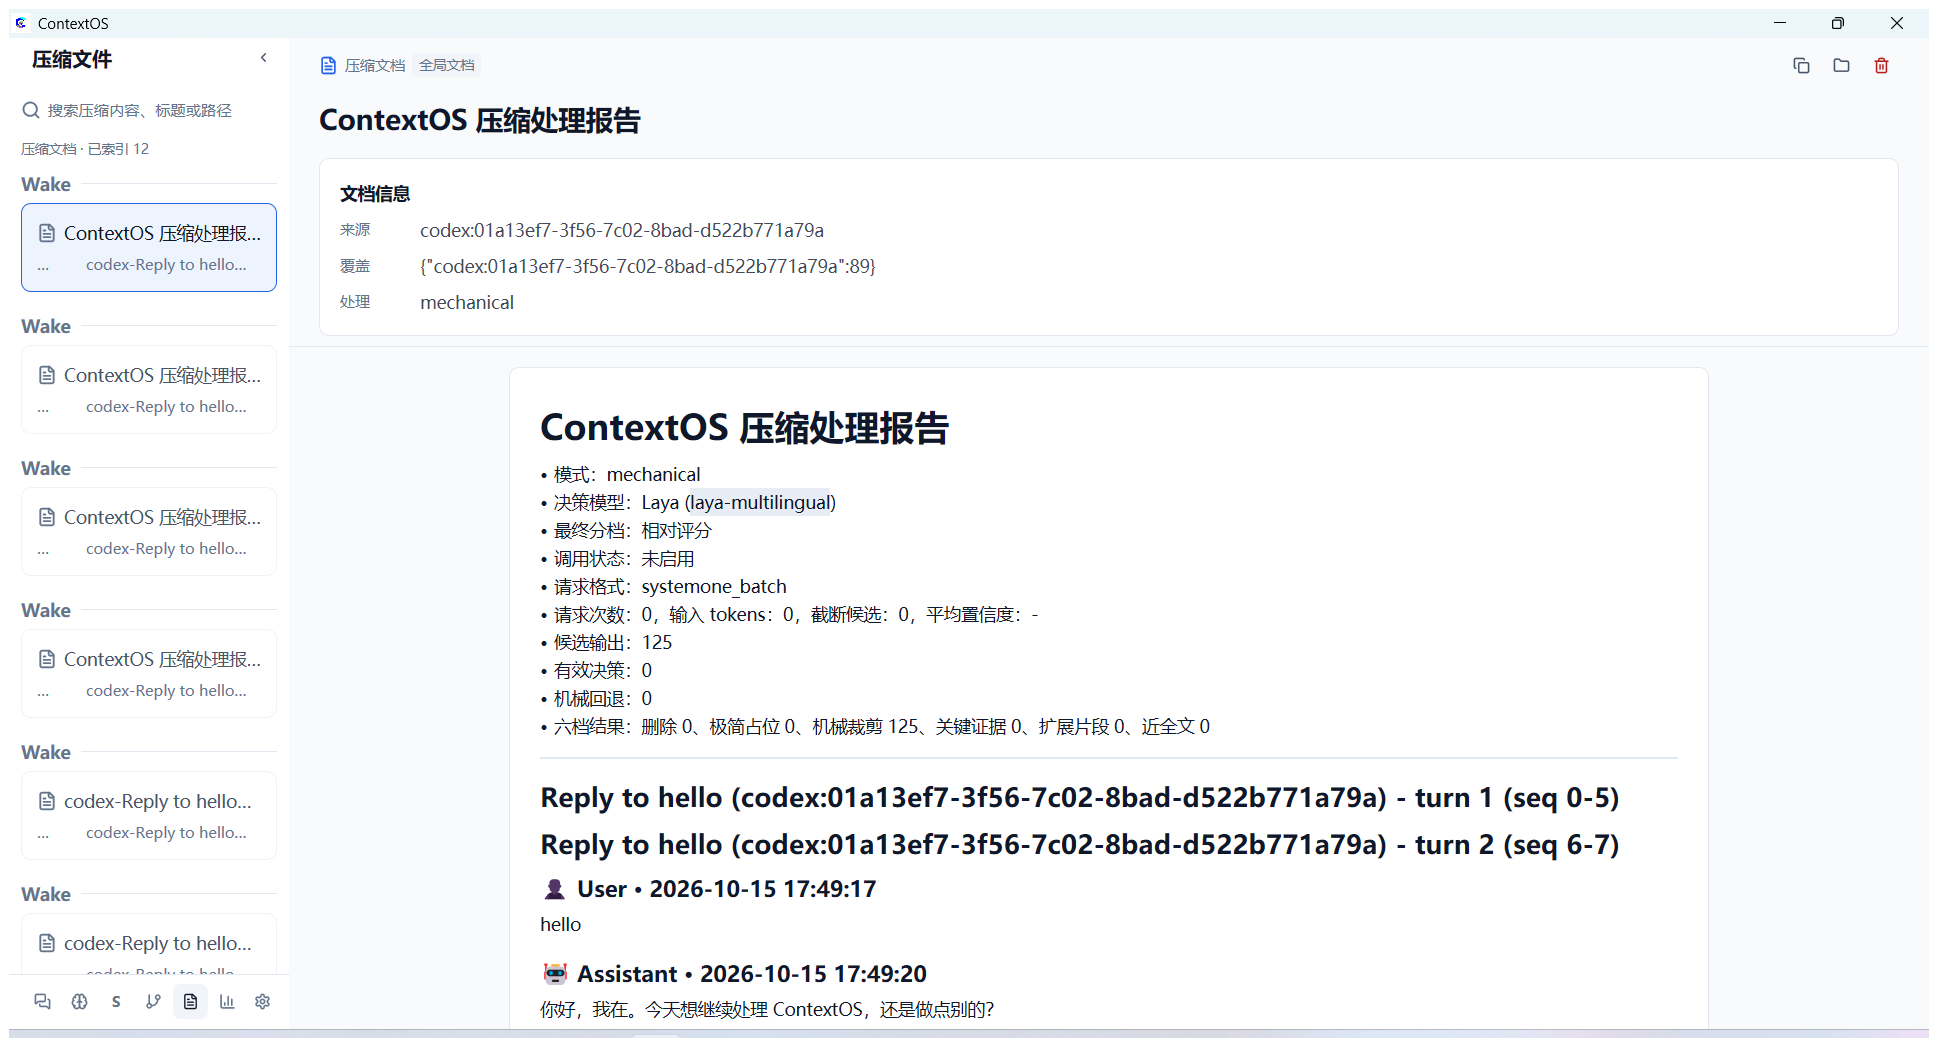 ContextOS
压缩文件
搜索压缩内容、标题或路径
压缩文档 · 已索引 12
Wake
ContextOS 压缩处理报...
... codex-Reply to hello...
Wake
ContextOS 压缩处理报...
... codex-Reply to hello...
Wake
ContextOS 压缩处理报...
... codex-Reply to hello...
Wake
ContextOS 压缩处理报...
... codex-Reply to hello...
Wake
codex-Reply to hello...
... codex-Reply to hello...
Wake
codex-Reply to hello...
codex-Reply to hello
S
压缩文档 全局文档
ContextOS 压缩处理报告
文档信息
来源 codex:01a13ef7-3f56-7c02-8bad-d522b771a79a
覆盖 {"codex:01a13ef7-3f56-7c02-8bad-d522b771a79a":89}
处理 mechanical
ContextOS 压缩处理报告
• 模式：mechanical
• 决策模型：Laya (laya-multilingual)
• 最终分档：相对评分
• 调用状态：未启用
• 请求格式：systemone_batch
• 请求次数：0，输入 tokens：0，截断候选：0，平均置信度：-
• 候选输出：125
• 有效决策：0
• 机械回退：0
• 六档结果：删除 0、极简占位 0、机械裁剪 125、关键证据 0、扩展片段 0、近全文 0
Reply to hello (codex:01a13ef7-3f56-7c02-8bad-d522b771a79a) - turn 1 (seq 0-5)
Reply to hello (codex:01a13ef7-3f56-7c02-8bad-d522b771a79a) - turn 2 (seq 6-7)
User • 2026-10-15 17:49:17
hello
Assistant • 2026-10-15 17:49:20
你好，我在。今天想继续处理 ContextOS，还是做点别的？